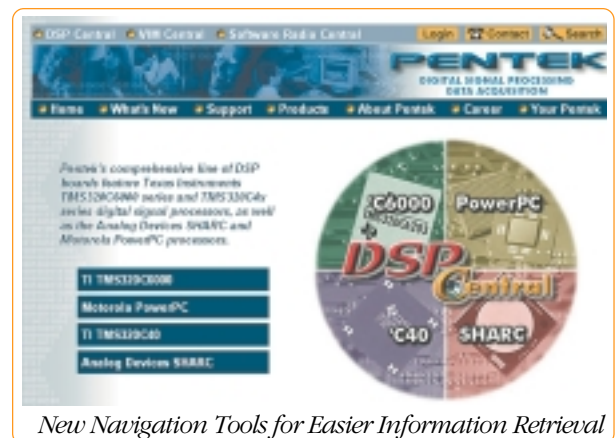 DSP Central VIM Central Software Radio Central Login Contact Search
PENTEK
DIGITAL SIGNAL PROCESSING
DATA ACQUISITION
Home What's New Support Products About Pentek Career Your Pentek
Pentek's comprehensive line of DSP
boards feature Texas Instruments
TMS320C6000 series and TMS320C4x
series digital signal processors, as well
as the Analog Devices SHARC and
Motorola PowerPC processors.
TI TMS320C6000
Motorola PowerPC
TI TMS320C40
Analog Devices SHARC
'C6000 PowerPC
DSP Central
'C40 SHARC
New Navigation Tools for Easier Information Retrieval